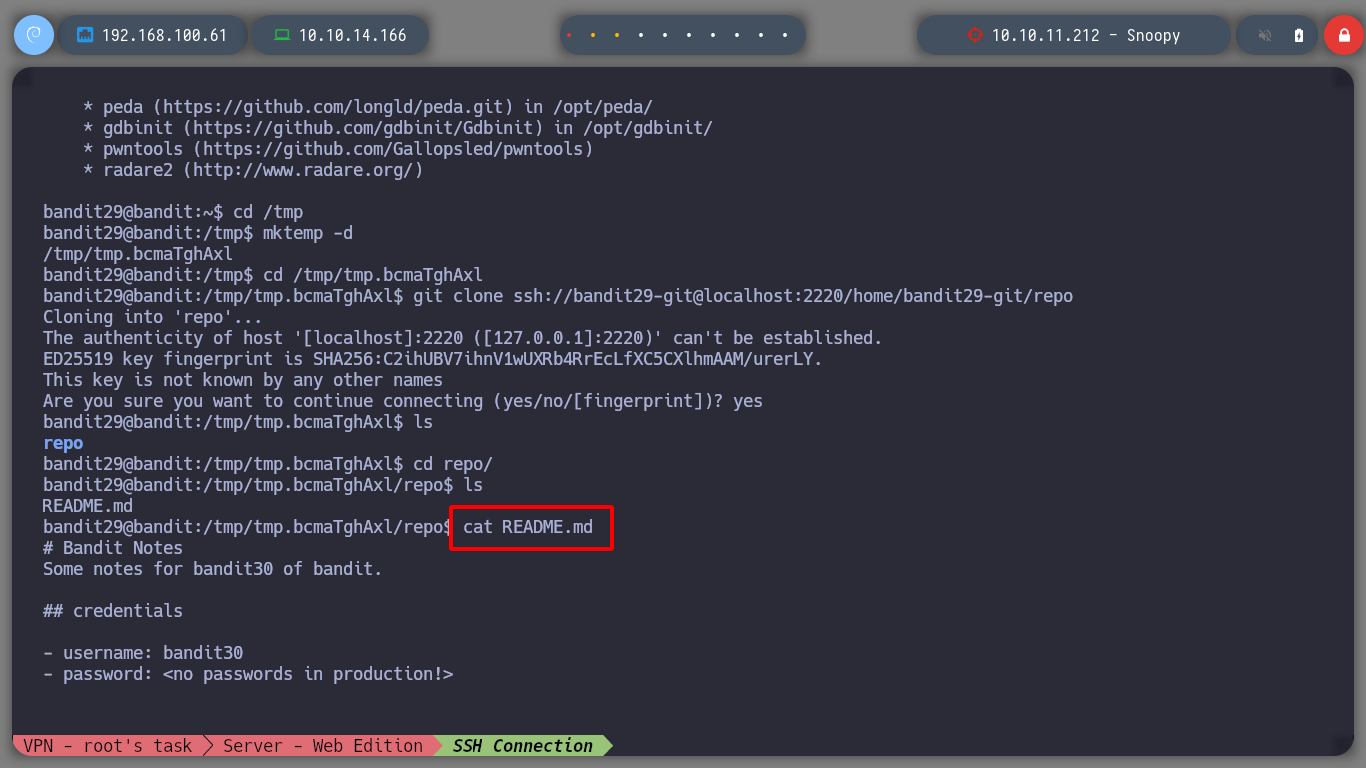 192.168.100.61 10.10.14.166 10.10.11.212 - Snoopy
* peda (https://github.com/longld/peda.git) in /opt/peda/
* gdbinit (https://github.com/gdbinit/Gdbinit) in /opt/gdbinit/
* pwntools (https://github.com/Gallopsled/pwntools)
* radare2 (http://www.radare.org/)
bandit29@bandit:~$ cd /tmp
bandit29@bandit:/tmp$ mktemp -d
/tmp/tmp.bcmaTghAxl
bandit29@bandit:/tmp$ cd /tmp/tmp.bcmaTghAxl
bandit29@bandit:/tmp/tmp.bcmaTghAxl$ git clone ssh://bandit29-git@localhost:2220/home/bandit29-git/repo
Cloning into 'repo'...
The authenticity of host '[localhost]:2220 ([127.0.0.1]:2220)' can't be established.
ED25519 key fingerprint is SHA256:C2ihUBV7ihnV1wUXRb4RrEcLfXC5CXlhmAAM/urerLY.
This key is not known by any other names
Are you sure you want to continue connecting (yes/no/[fingerprint])? yes
bandit29@bandit:/tmp/tmp.bcmaTghAxl$ ls
repo
bandit29@bandit:/tmp/tmp.bcmaTghAxl$ cd repo/
bandit29@bandit:/tmp/tmp.bcmaTghAxl/repo$ ls
README.md
bandit29@bandit:/tmp/tmp.bcmaTghAxl/repo$ cat README.md
# Bandit Notes
Some notes for bandit30 of bandit.
## credentials
- username: bandit30
- password: <no passwords in production!>
VPN - root's task Server - Web Edition SSH Connection